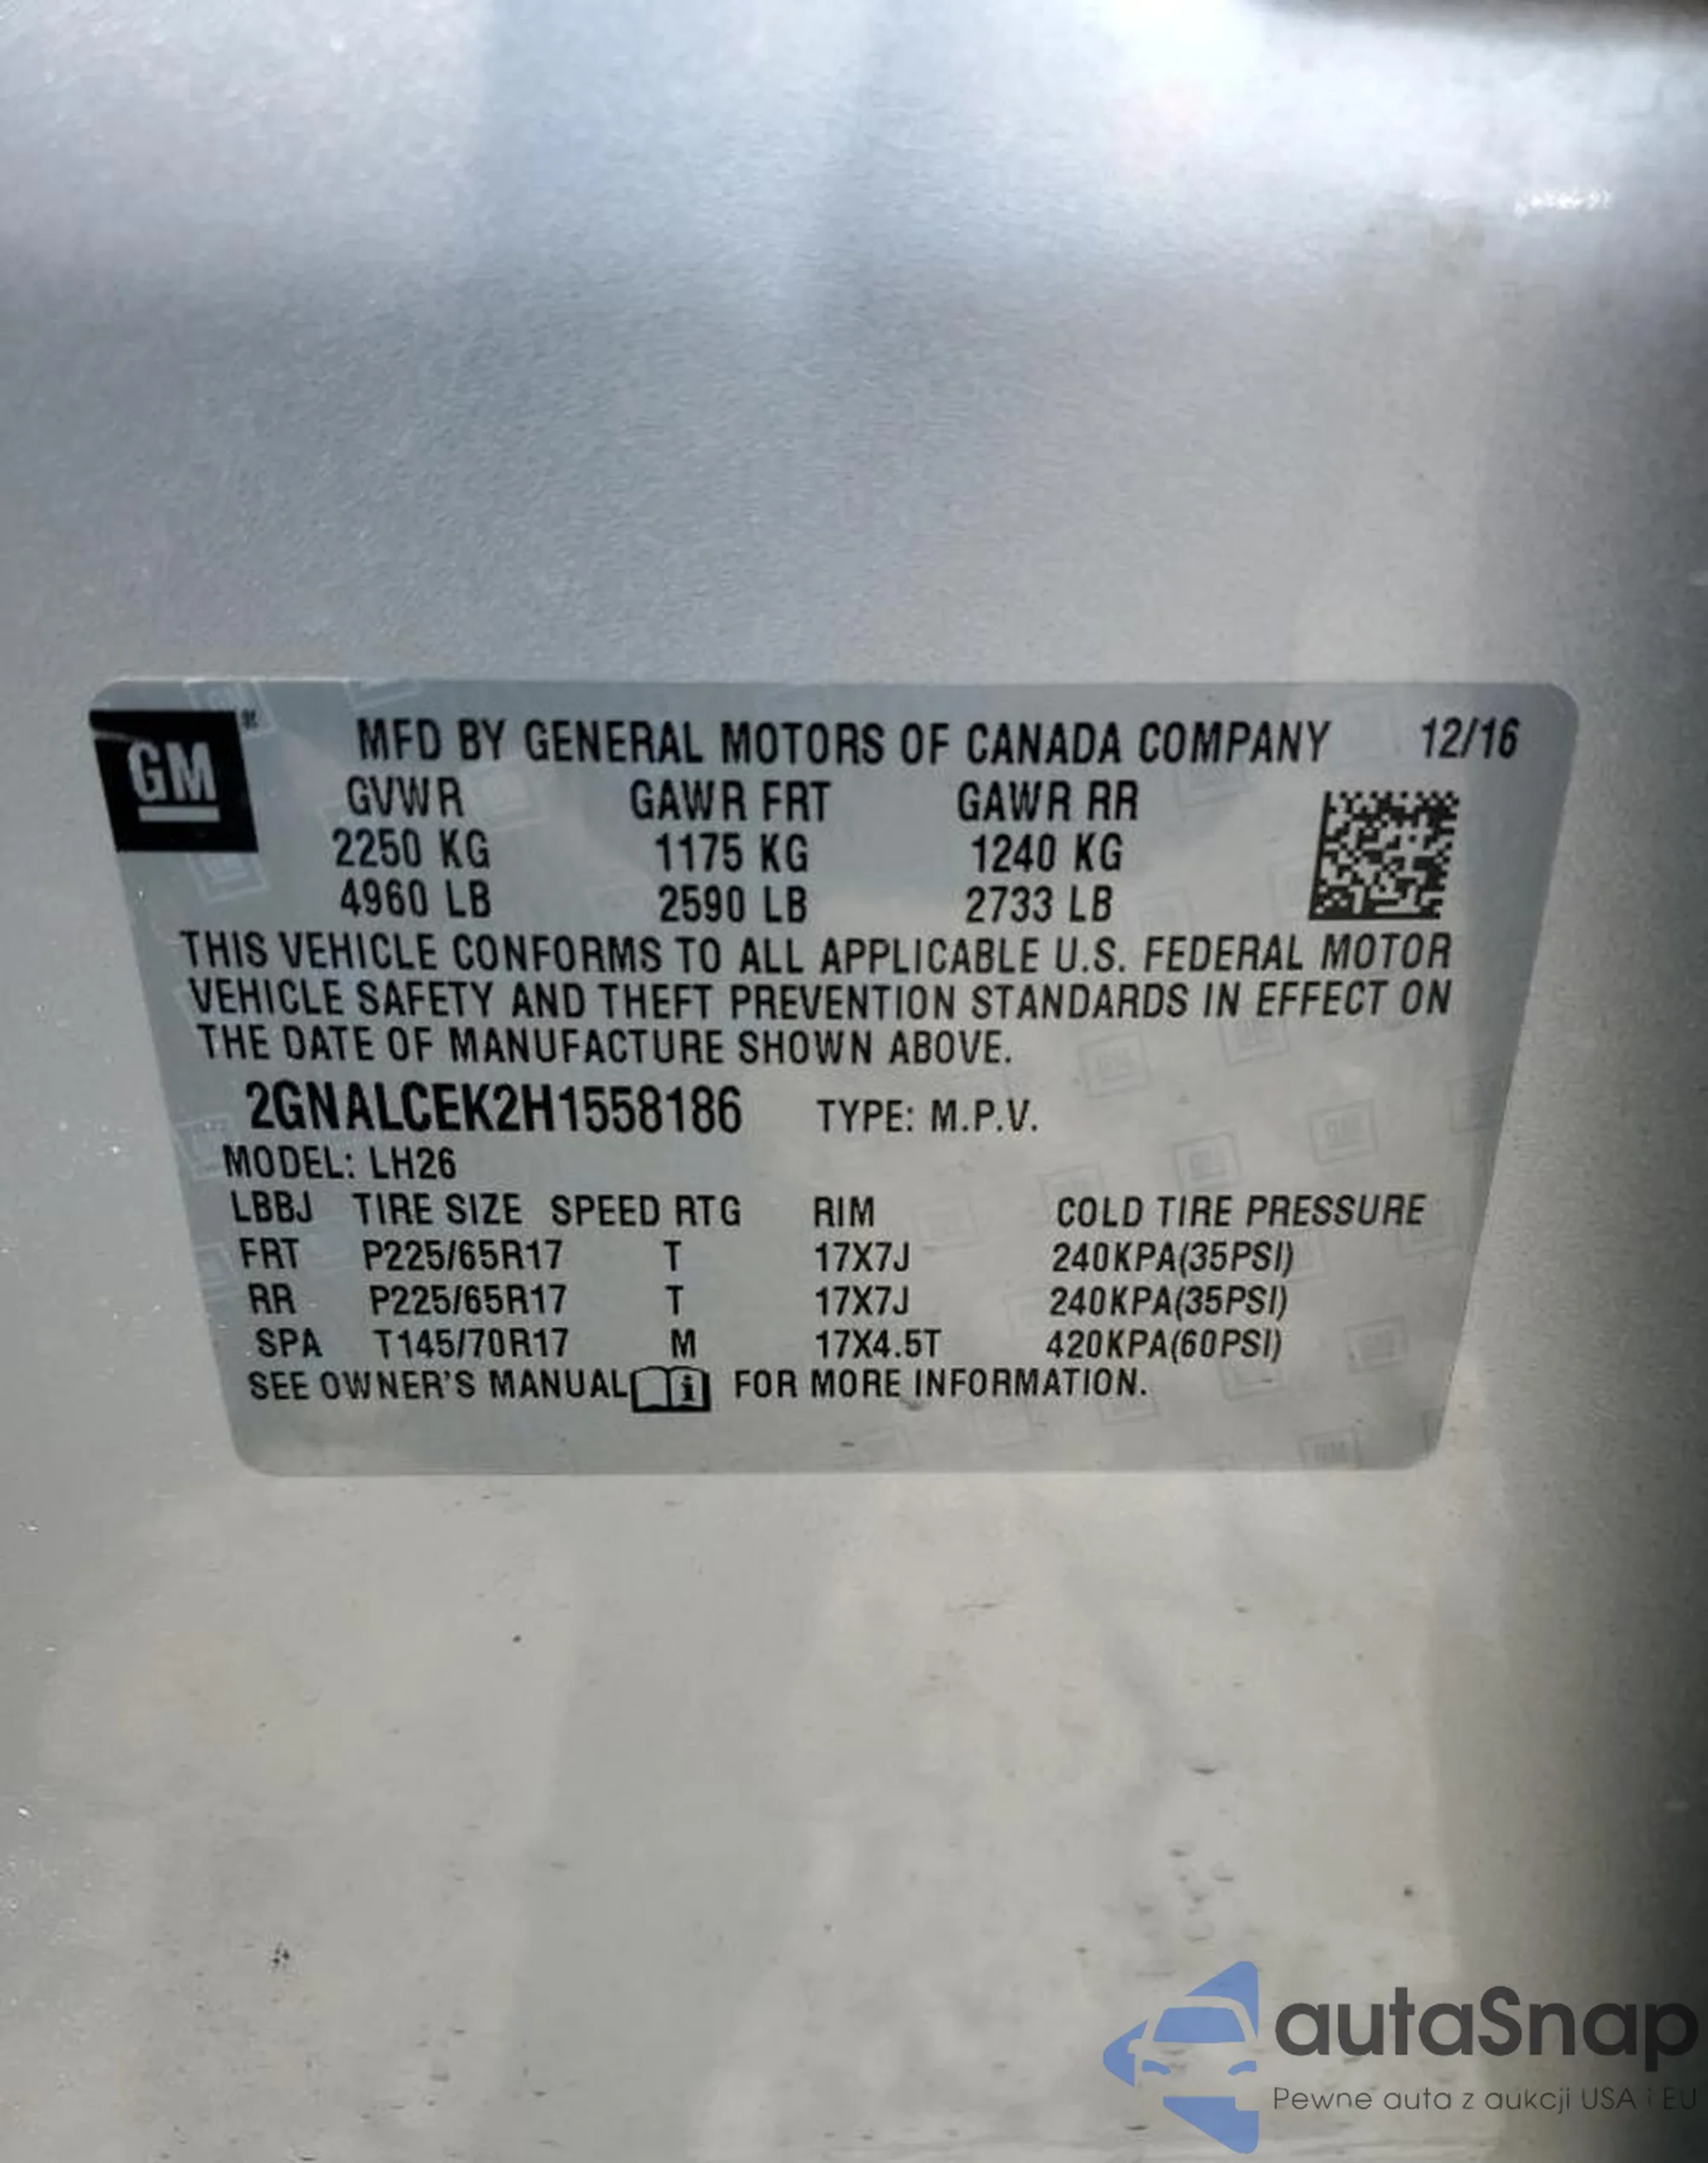 GM
MFD BY GENERAL MOTORS OF CANADA COMPANY 12/16
GVWR GAWR FRT GAWR RR
2250 KG 1175 KG 1240 KG
4960 LB 2590 LB 2733 LB
THIS VEHICLE CONFORMS TO ALL APPLICABLE U.S. FEDERAL MOTOR
VEHICLE SAFETY AND THEFT PREVENTION STANDARDS IN EFFECT ON
THE DATE OF MANUFACTURE SHOWN ABOVE.
2GNALCEK2H1558186 TYPE: M.P.V.
MODEL: LH26
LBBJ TIRE SIZE SPEED RTG RIM COLD TIRE PRESSURE
FRT P225/65R17 T 17X7J 240KPA(35PSI)
RR P225/65R17 T 17X7J 240KPA(35PSI)
SPA T145/70R17 M 17X4.5T 420KPA(60PSI)
SEE OWNER'S MANUAL i FOR MORE INFORMATION.
autaSnap
Pewne auta z aukcji USA i EU